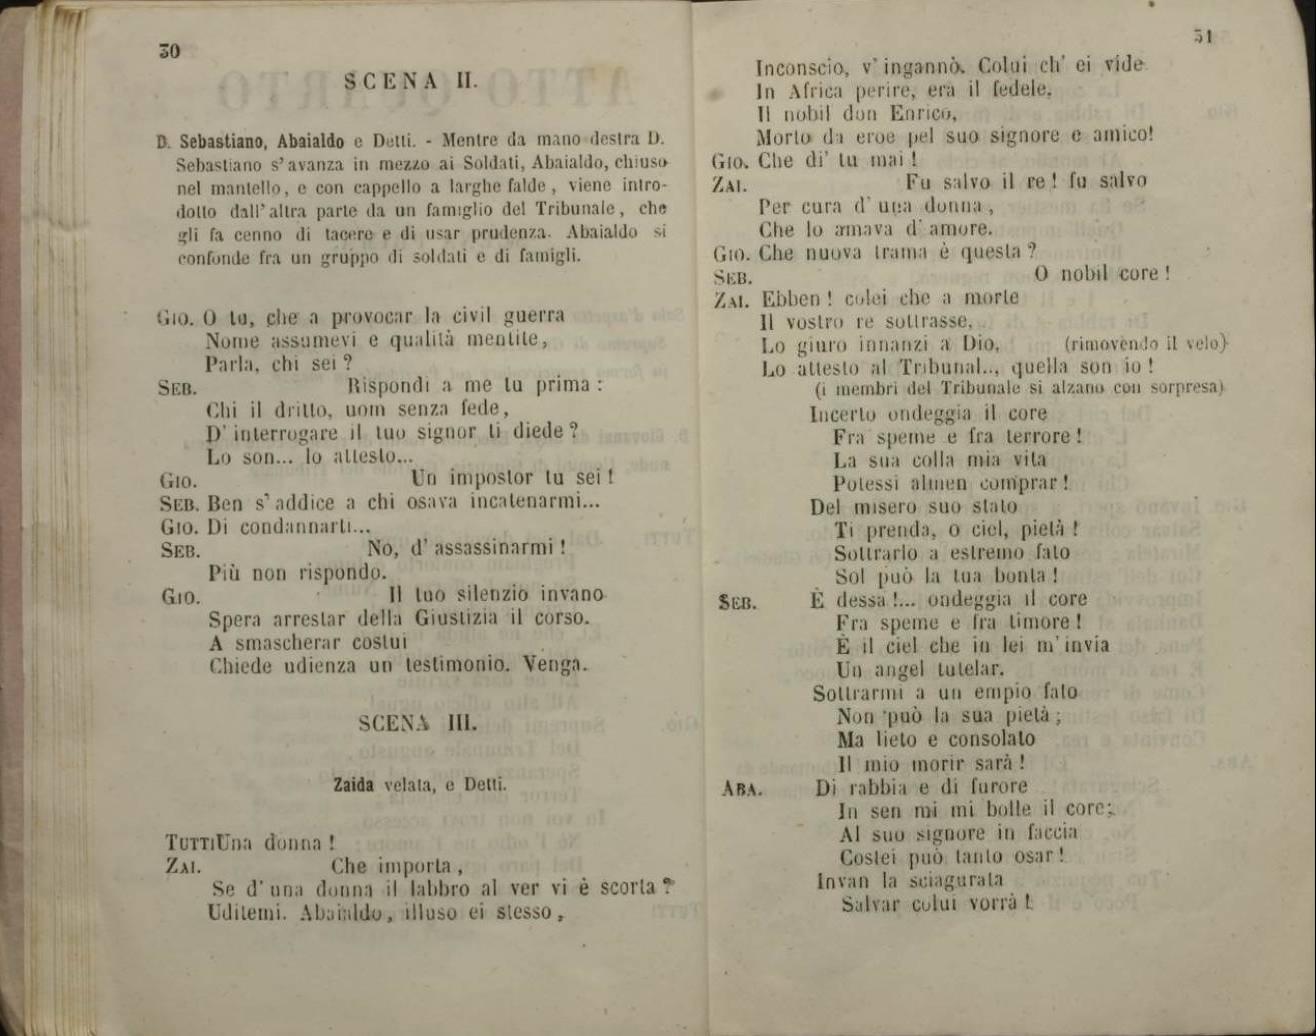 30
SCENA II.
D. Sebastiano, Abaialdo e Detti. - Mentre da mano destra D.
Sebastiano s'avanza in mezzo ai Soldati, Abaialdo, chiuso
nel mantello, e con cappello a larghe falde, viene intro-
dotto dall'altra parte da un famiglio del Tribunale, che
gli fa cenno di tacere e di usar prudenza. Abaialdo si
confonde fra un gruppo di soldati e di famigli.
GIO. O tu, che a provocar la civil guerra
Nome assumevi e qualità mentite,
Parla, chi sei?
SEB. Rispondi a me tu prima:
Chi il dritto, uom senza fede,
D'interrogare il tuo signor ti diede?
Lo son... lo attesto...
GIO. Un impostor tu sei!
SEB. Ben s'addice a chi osava incatenarmi...
GIO. Di condannarti...
SEB. No, d'assassinarmi!
Più non rispondo.
GIO. Il tuo silenzio invano
Spera arrestar della Giustizia il corso.
A smascherar costui
Chiede udienza un testimonio. Venga.
SCENA III.
Zaida velata, e Detti.
TUTTI Una donna!
ZAI. Che importa,
Se d'una donna il labbro al ver vi è scorta?
Uditemi. Abaialdo, illuso ei stesso,
31
Inconscio, v'ingannò. Colui ch'ei vide
In Africa perire, era il fedele,
Il nobil don Enrico,
Morto da eroe pel suo signore e amico!
GIO. Che di' tu mai!
ZAI. Fu salvo il re! fu salvo
Per cura d'una donna,
Che lo amava d'amore.
GIO. Che nuova trama è questa?
SEB. O nobil core!
ZAI. Ebben! colei che a morte
Il vostro re sottrasse,
Lo giuro innanzi a Dio, (rimovendo il velo)
Lo attesto al Tribunal.., quella son io!
(i membri del Tribunale si alzano con sorpresa)
Incerto ondeggia il core
Fra speme e fra terrore!
La sua colla mia vita
Potessi almen comprar!
Del misero suo stato
Ti prenda, o ciel, pietà!
Sottrarlo a estremo fato
Sol può la tua bontà!
SEB. È dessa!... ondeggia il core
Fra speme e fra timore!
È il ciel che in lei m'invia
Un angel tutelar.
Sottrarmi a un empio fato
Non può la sua pietà;
Ma lieto e consolato
Il mio morir sarà!
ABA. Di rabbia e di furore
In sen mi mi bolle il core;
Al suo signore in faccia
Costei può tanto osar!
Invan la sciagurata
Salvar colui vorrà!